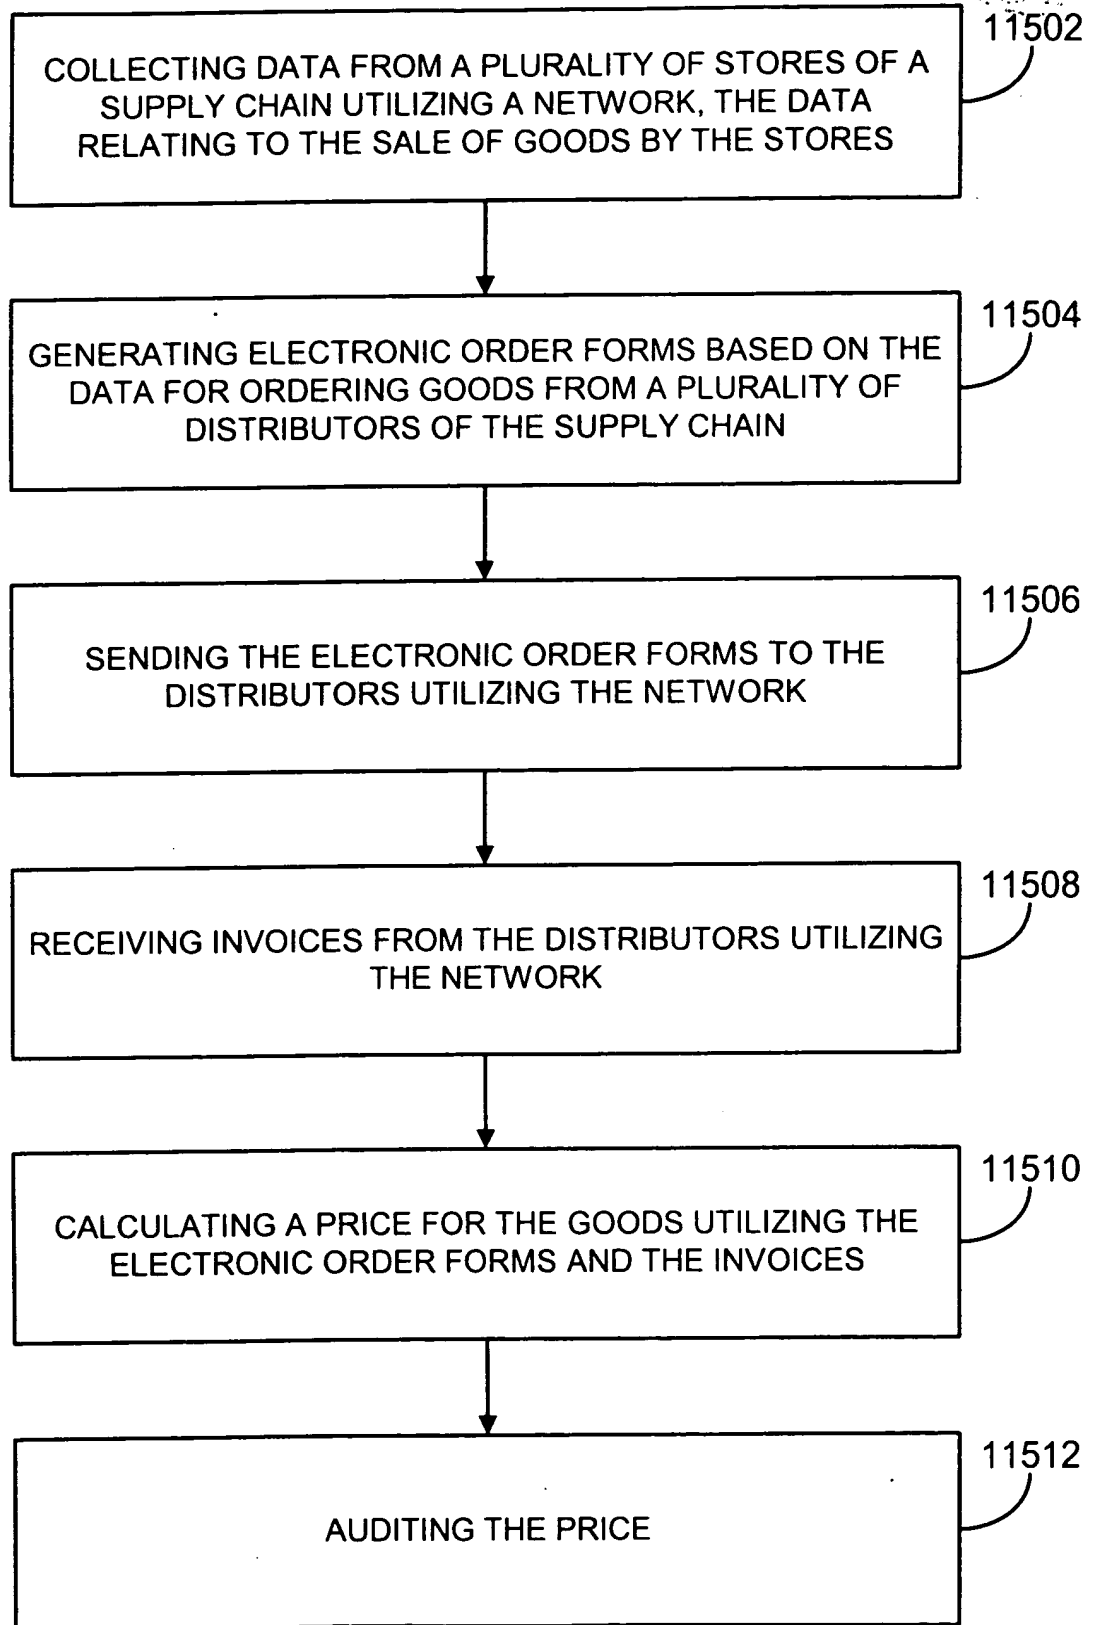 11502
COLLECTING DATA FROM A PLURALITY OF STORES OF A
SUPPLY CHAIN UTILIZING A NETWORK, THE DATA
RELATING TO THE SALE OF GOODS BY THE STORES
11504
GENERATING ELECTRONIC ORDER FORMS BASED ON THE
DATA FOR ORDERING GOODS FROM A PLURALITY OF
DISTRIBUTORS OF THE SUPPLY CHAIN
11506
SENDING THE ELECTRONIC ORDER FORMS TO THE
DISTRIBUTORS UTILIZING THE NETWORK
11508
RECEIVING INVOICES FROM THE DISTRIBUTORS UTILIZING
THE NETWORK
11510
CALCULATING A PRICE FOR THE GOODS UTILIZING THE
ELECTRONIC ORDER FORMS AND THE INVOICES
11512
AUDITING THE PRICE